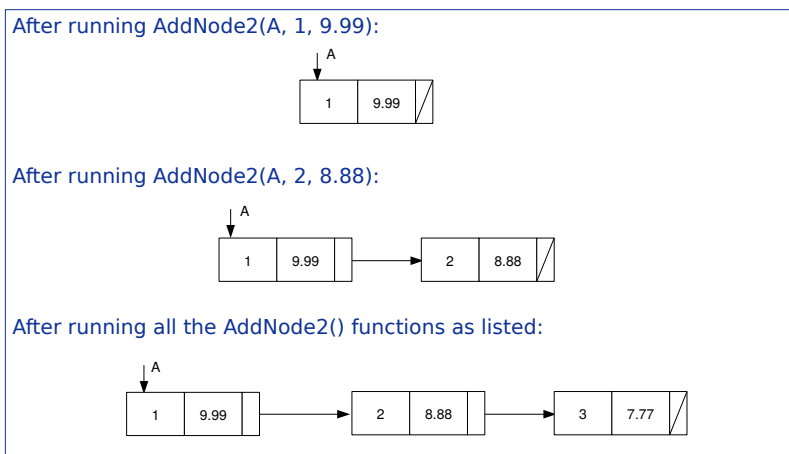 After running AddNode2(A, 1, 9.99):
A
1 9.99
After running AddNode2(A, 2, 8.88):
A
1 9.99 2 8.88
After running all the AddNode2() functions as listed:
A
1 9.99 2 8.88 3 7.77